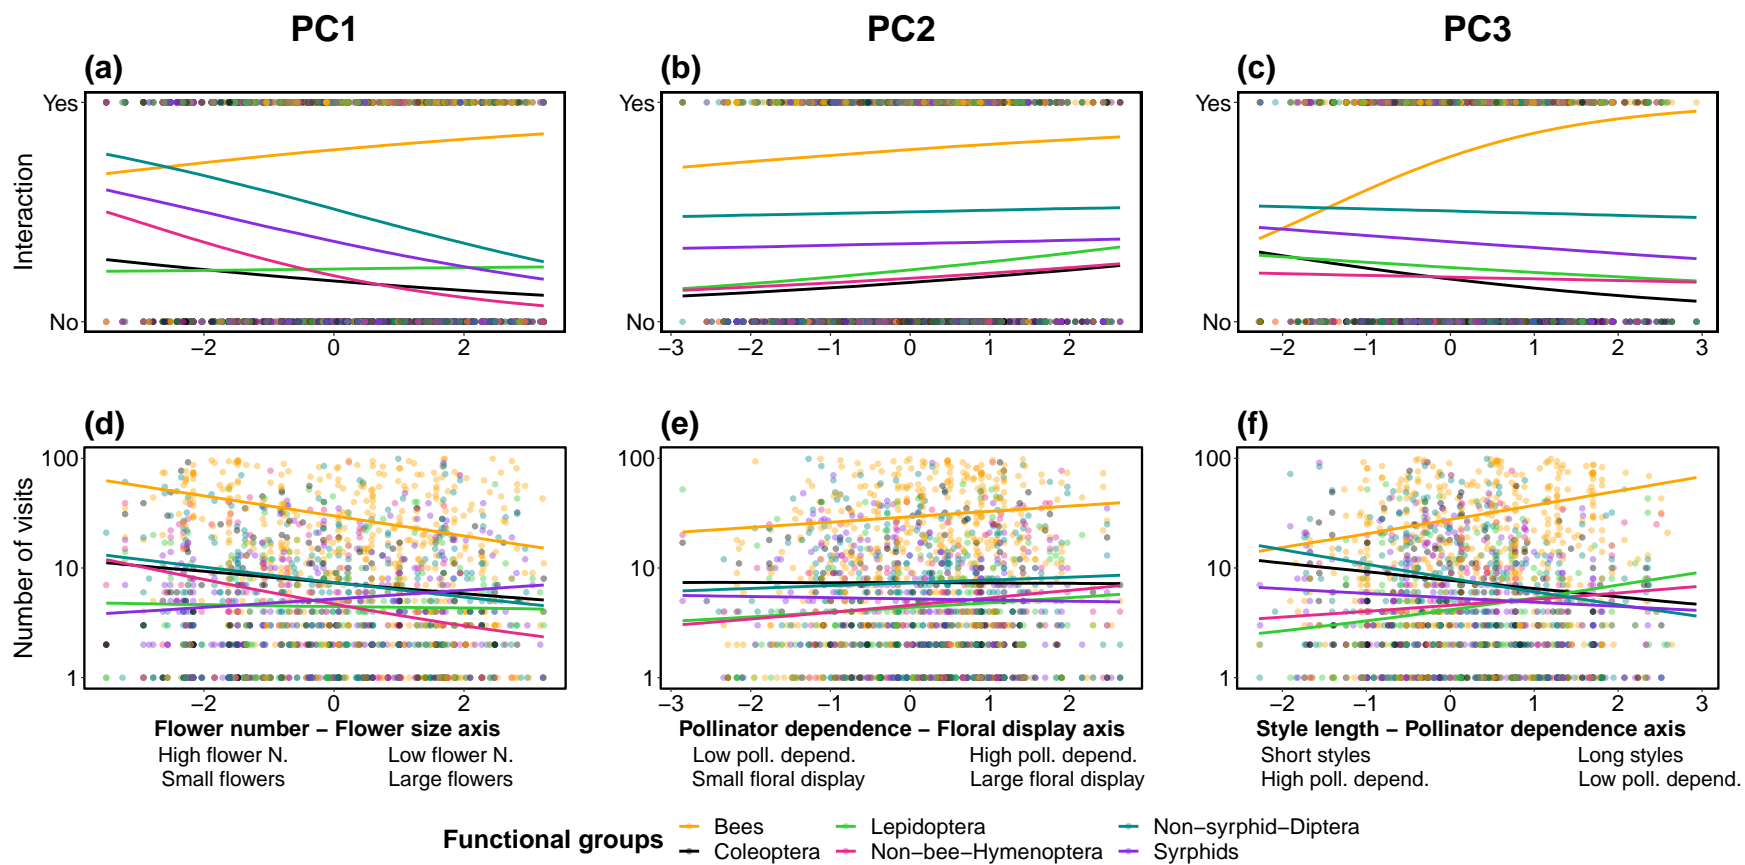 PC1 PC2 PC3
(a) (b) (c)
Interaction
Yes Yes Yes
No No No
−2 0 2
−3 −2 −1 0 1 2
−2 −1 0 1 2 3
(d) (e) (f)
Number of visits
100 100 100
10 10 10
1 1 1
−2 0 2
−3 −2 −1 0 1 2
−2 −1 0 1 2 3
Flower number − Flower size axis
High flower N. Low flower N.
Small flowers Large flowers
Pollinator dependence − Floral display axis
Low poll. depend. High poll. depend.
Small floral display Large floral display
Style length − Pollinator dependence axis
Short styles Long styles
High poll. depend. Low poll. depend.
Functional groups
Bees Lepidoptera Non−syrphid−Diptera
Coleoptera Non−bee−Hymenoptera Syrphids